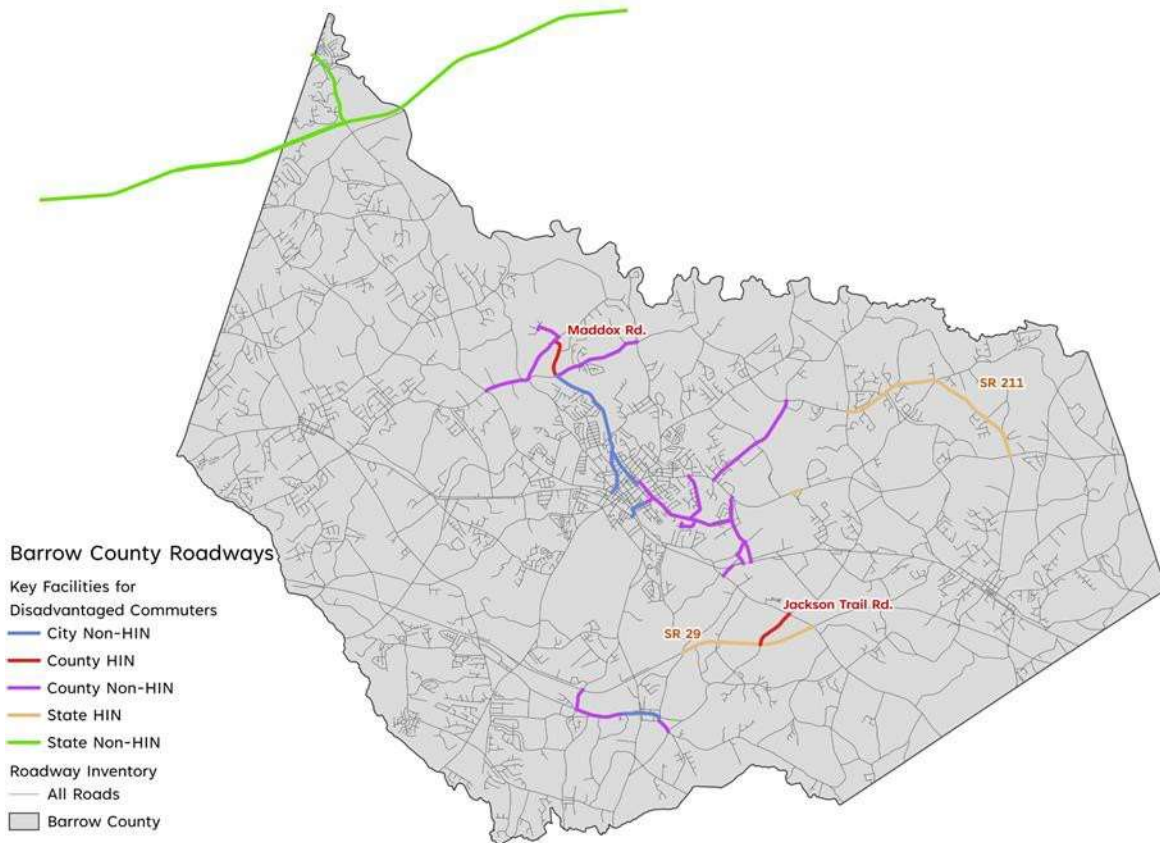 Maddox Rd.
SR 211
Jackson Trail Rd.
SR 29
Barrow County Roadways
Key Facilities for
Disadvantaged Commuters
City Non-HIN
County HIN
County Non-HIN
State HIN
State Non-HIN
Roadway Inventory
All Roads
Barrow County